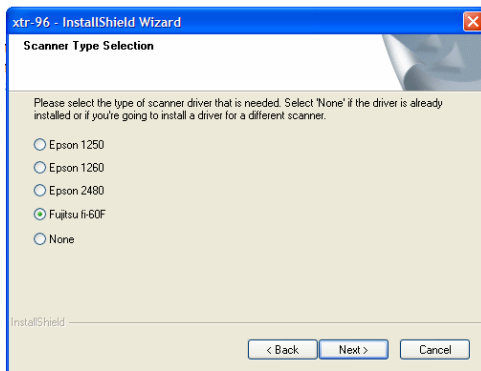 xtr-96 - InstallShield Wizard
Scanner Type Selection
Please select the type of scanner driver that is needed. Select 'None' if the driver is already
installed or if you're going to install a driver for a different scanner.
Epson 1250
Epson 1260
Epson 2480
Fujitsu fi-60F
None
InstallShield
< Back Next > Cancel